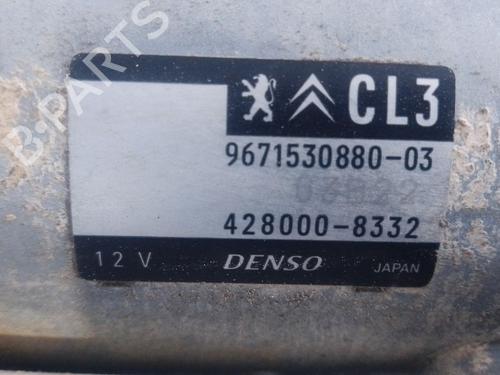 CL3
9671530880-03
428000-8332
12 V DENSO JAPAN
B-PARTS